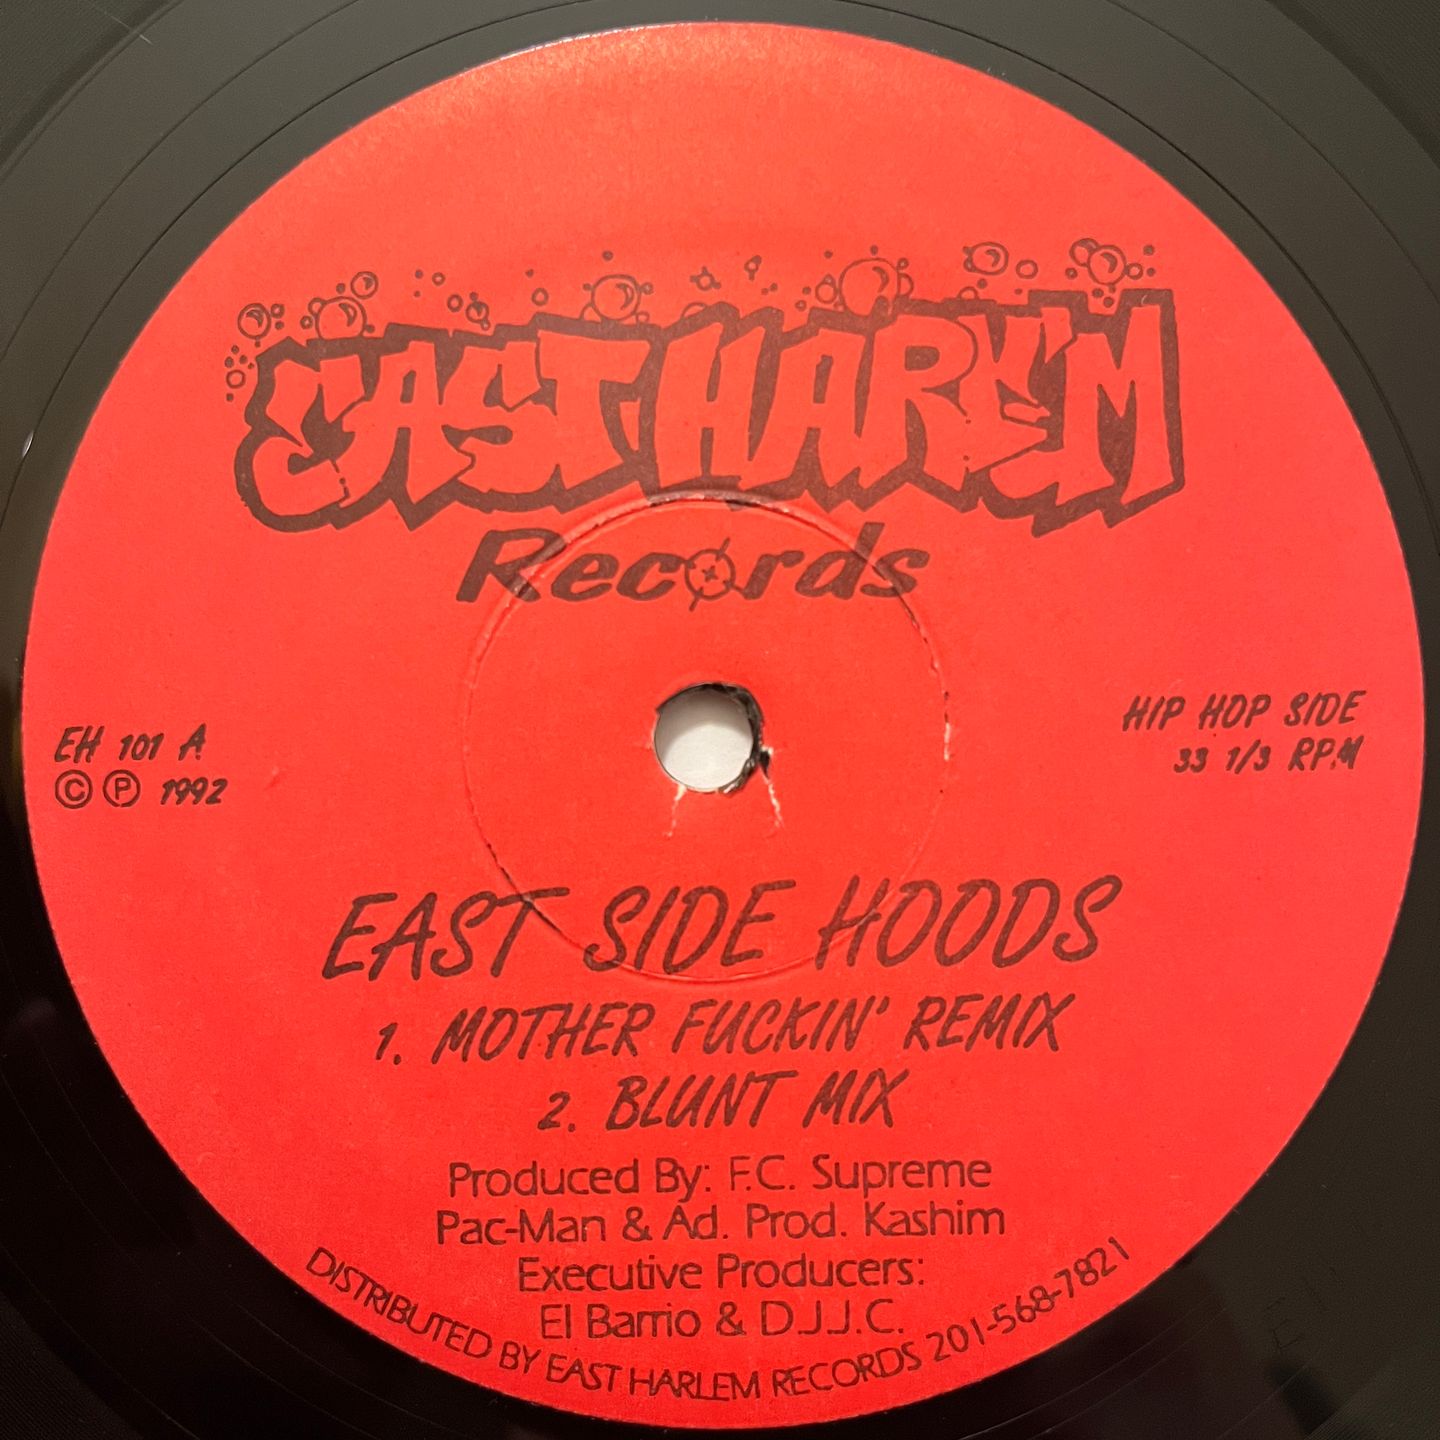 EAST HARLEM
Records
EH 101 A
© ℗ 1992
HIP HOP SIDE
33 1/3 RPM
EAST SIDE HOODS
1. MOTHER FUCKIN' REMIX
2. BLUNT MIX
Produced By: F.C. Supreme
Pac-Man & Ad. Prod. Kashim
Executive Producers:
El Barrio & D.J.J.C.
DISTRIBUTED BY EAST HARLEM RECORDS 201-568-7821